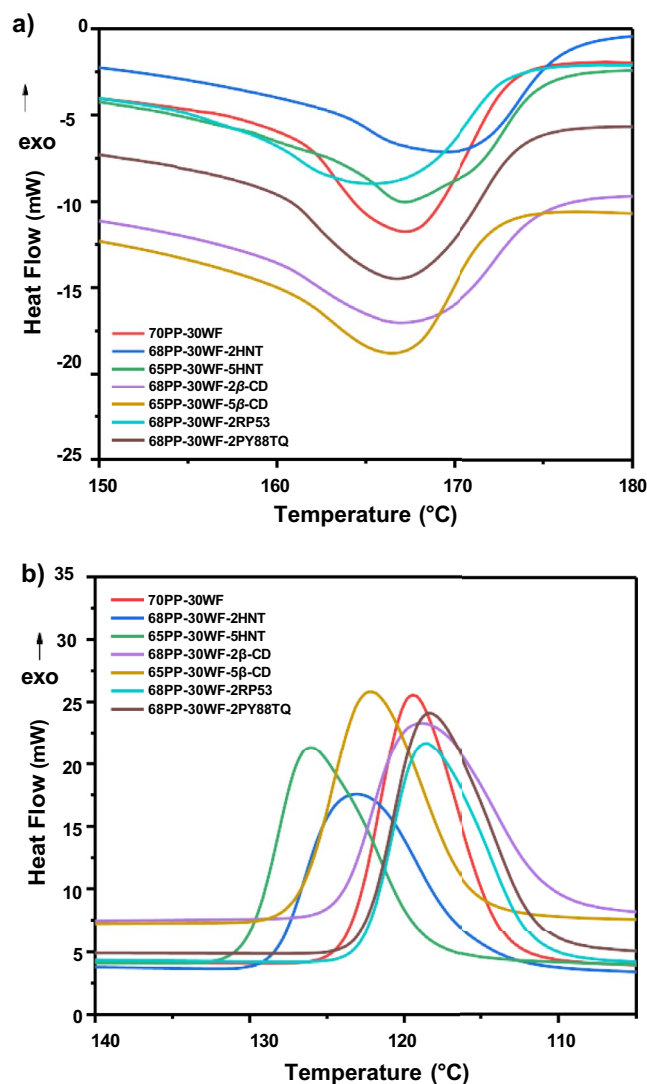 a)
0
-5
-10
-15
-20
-25
exo
Heat Flow (mW)
70PP-30WF
68PP-30WF-2HNT
65PP-30WF-5HNT
68PP-30WF-2β-CD
65PP-30WF-5β-CD
68PP-30WF-2RP53
68PP-30WF-2PY88TQ
150 160 170 180
Temperature (°C)
b)
35
30
25
20
15
10
5
0
exo
Heat Flow (mW)
70PP-30WF
68PP-30WF-2HNT
65PP-30WF-5HNT
68PP-30WF-2β-CD
65PP-30WF-5β-CD
68PP-30WF-2RP53
68PP-30WF-2PY88TQ
140 130 120 110
Temperature (°C)